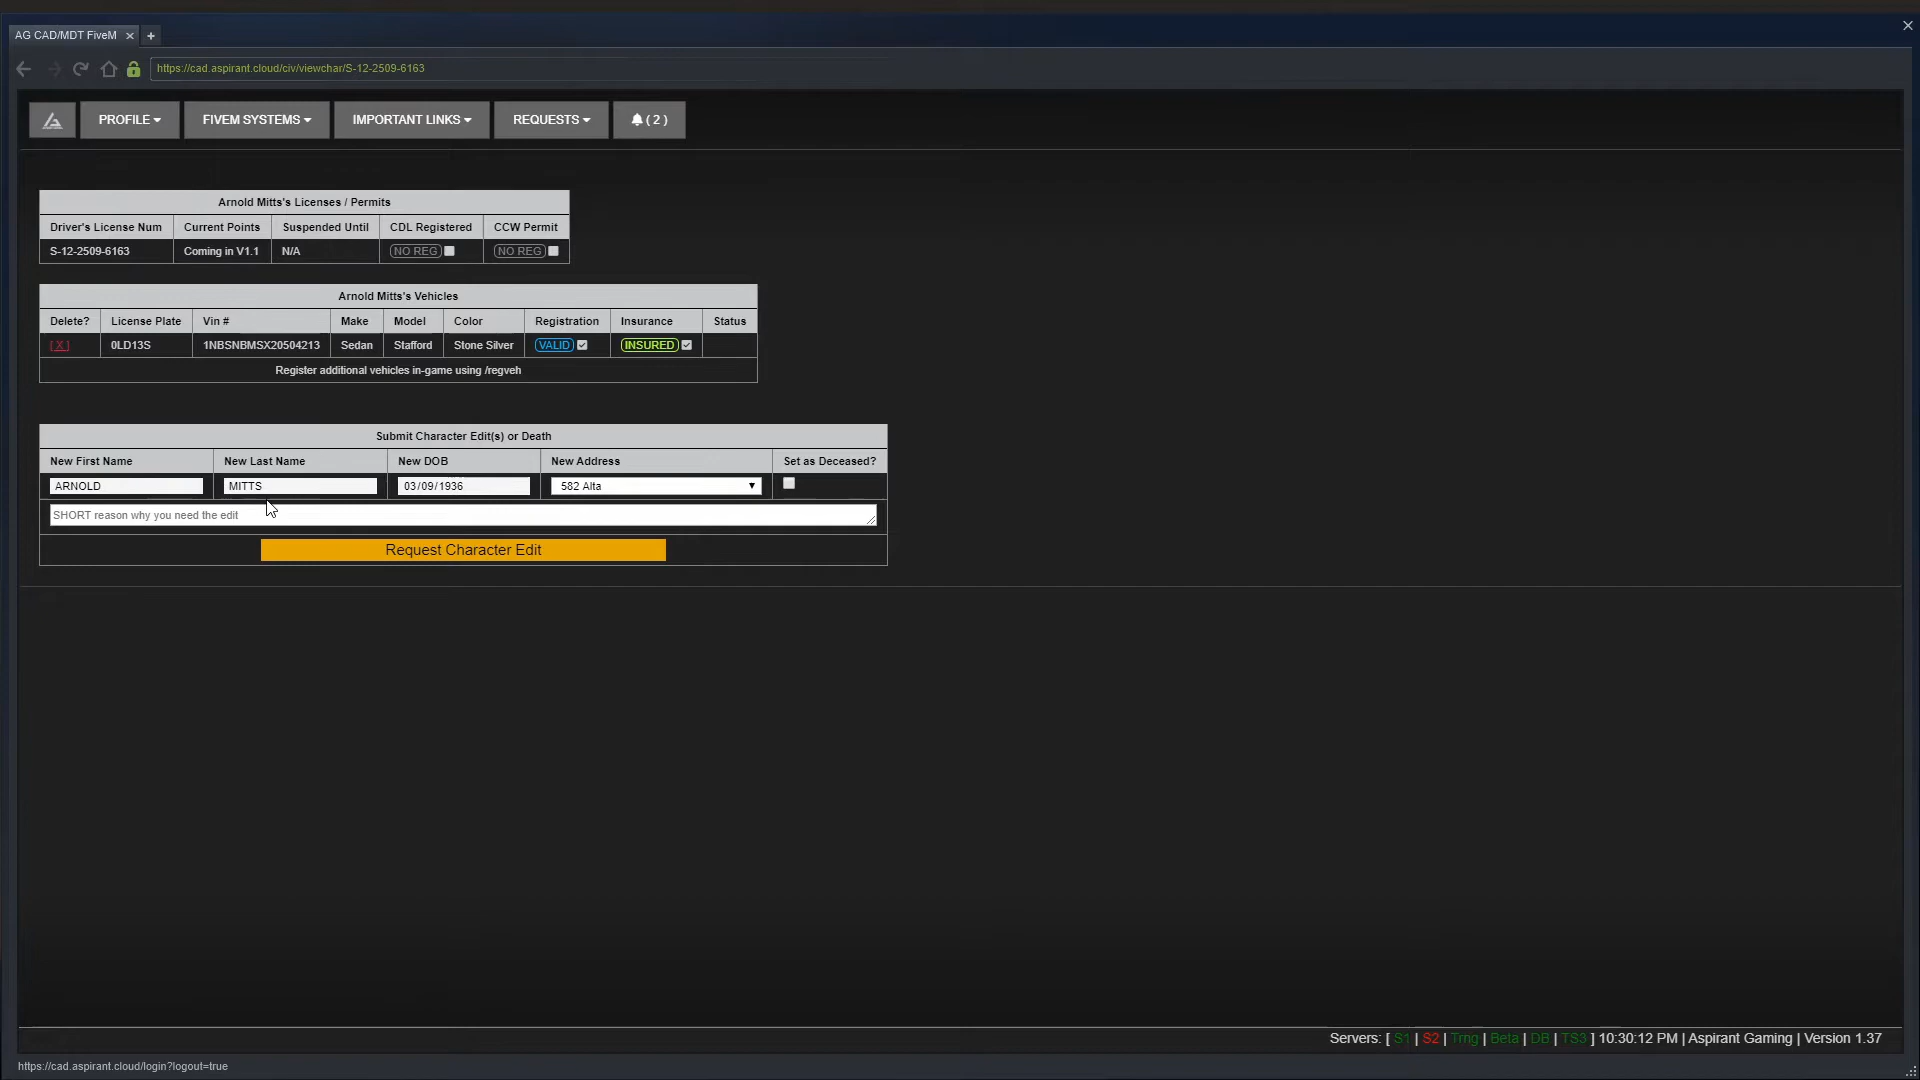 AG CAD/MDT FiveM
https://cad.aspirant.cloud/civ/viewchar/S-12-2509-6163
PROFILE FIVEM SYSTEMS IMPORTANT LINKS REQUESTS ( 2 )
Arnold Mitts's Licenses / Permits
Driver's License Num Current Points Suspended Until CDL Registered CCW Permit
S-12-2509-6163 Coming in V1.1 N/A NO REG NO REG
Arnold Mitts's Vehicles
Delete? License Plate Vin # Make Model Color Registration Insurance Status
[ X ] 0LD13S 1NBSNBMSX20504213 Sedan Stafford Stone Silver VALID INSURED
Register additional vehicles in-game using /regveh
Submit Character Edit(s) or Death
New First Name New Last Name New DOB New Address Set as Deceased?
ARNOLD MITTS 03/09/1936 582 Alta
SHORT reason why you need the edit
Request Character Edit
Servers: [ S1 | S2 | Trng | Beta | DB | TS3 ] 10:30:12 PM | Aspirant Gaming | Version 1.37
https://cad.aspirant.cloud/login?logout=true